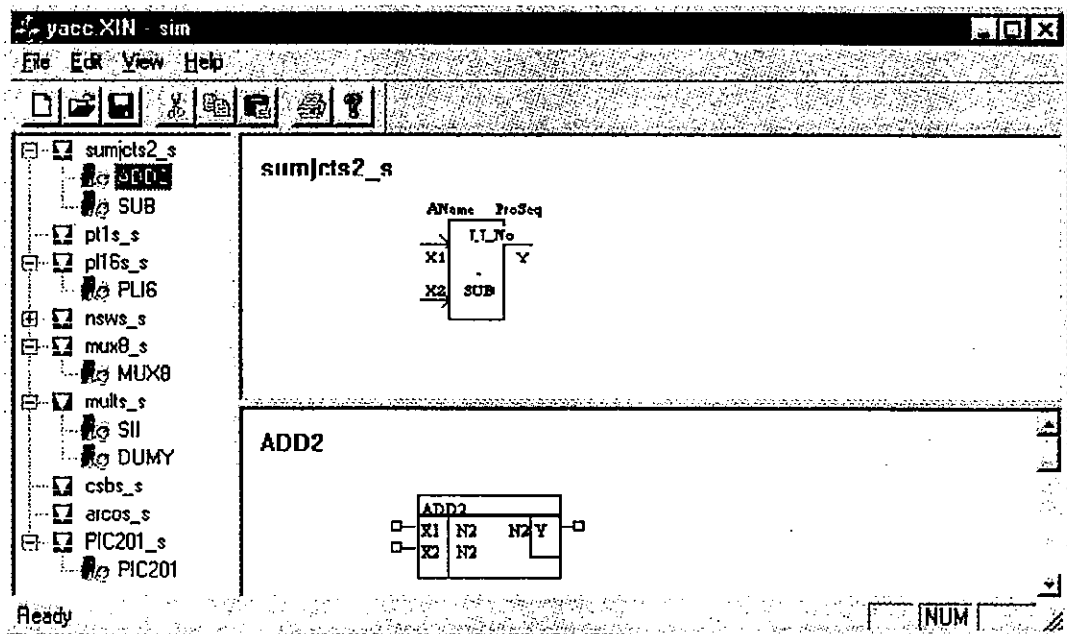 yacc.XIN - sim
File Edit View Help
sumjcts2_s
ADD2
SUB
pt1s_s
pl16s_s
PLI6
nsws_s
mux8_s
MUX8
mults_s
SII
DUMY
csbs_s
arcos_s
PIC201_s
PIC201
sumjcts2_s
AName ProSeq
LI_No
X1 Y
X2 SUB
ADD2
ADD2
X1 N2 N2 Y
X2 N2
Ready NUM